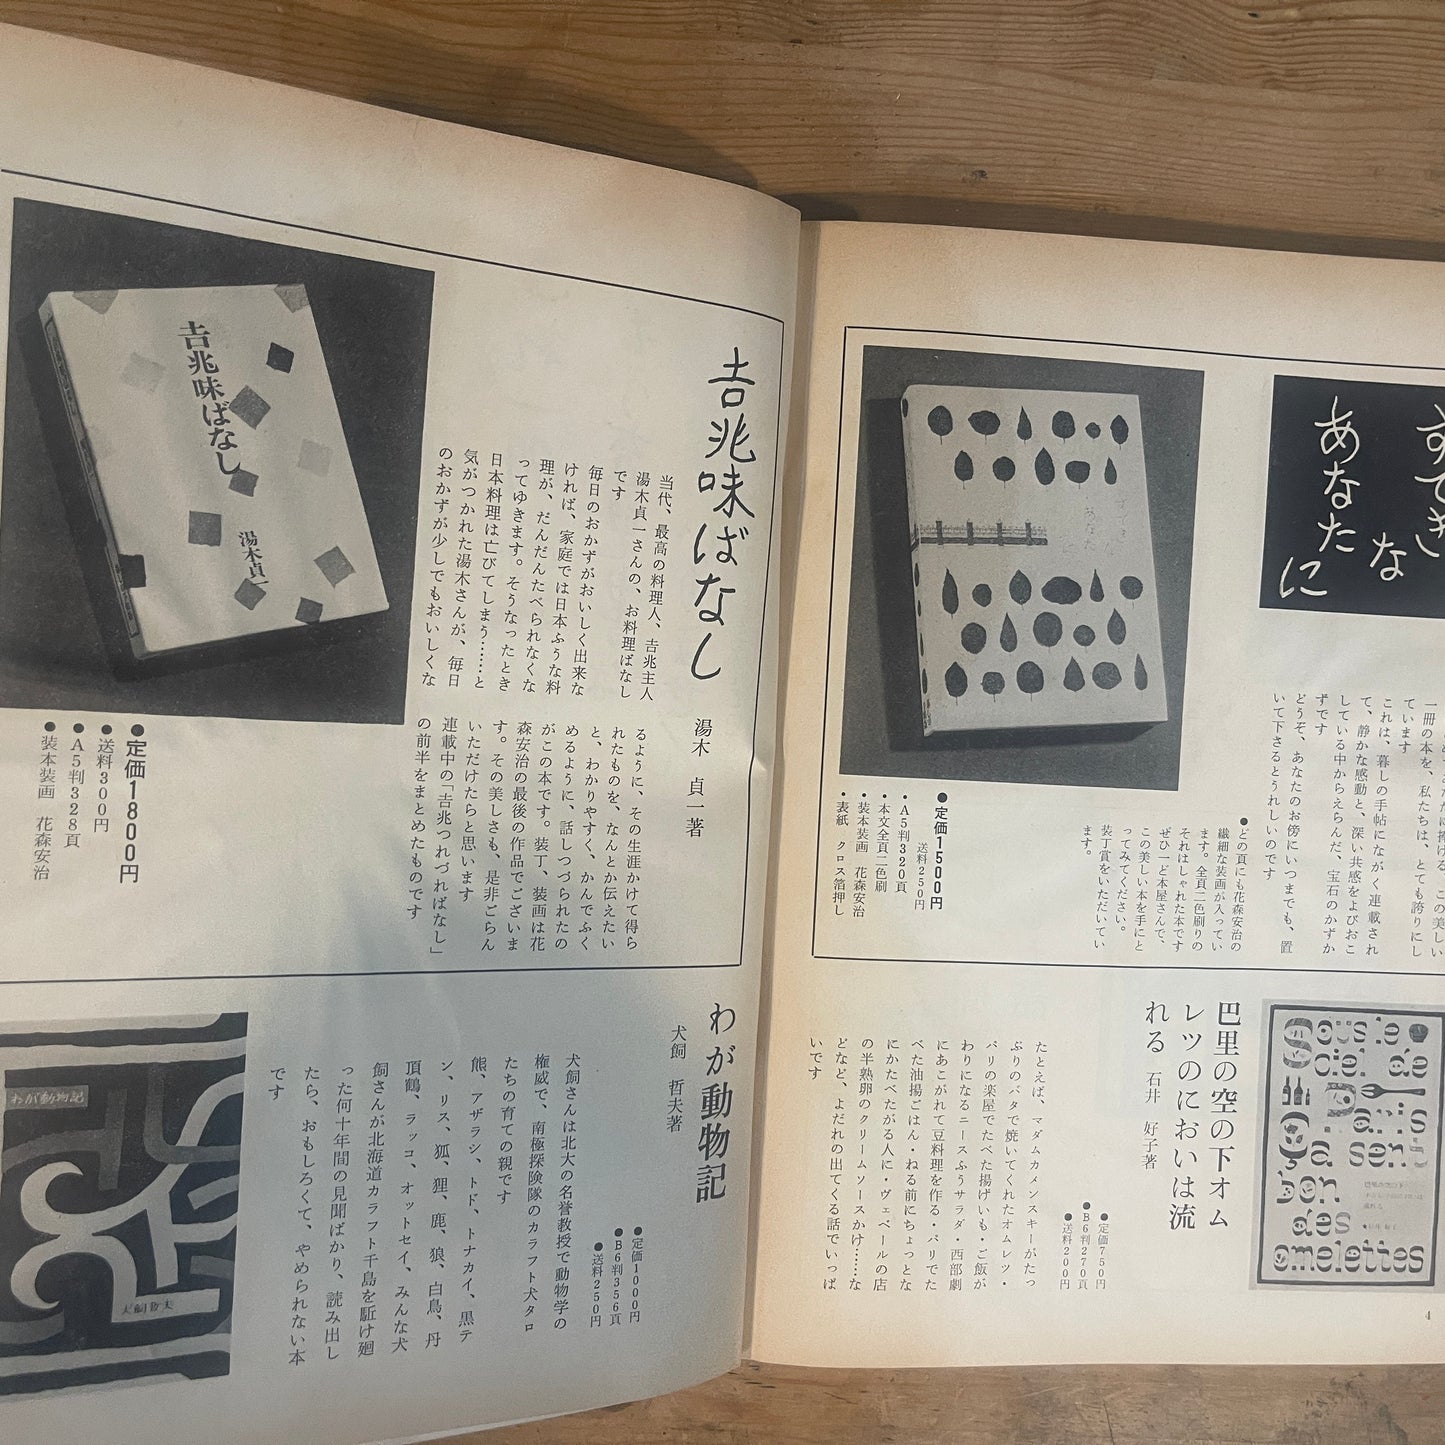 すてきな
あなたに
一冊の本を、私たちは、とても誇りにし
ています
これは、暮しの手帖にながく連載され
て、静かな感動と、深い共感をよびおこ
している中からえらんだ、宝石のかずか
ずです
どうぞ、あなたのお傍にいつまでも、置
いて下さるとうれしいのです
●どの頁にも花森安治の
繊細な装画が入ってい
ます。全頁二色刷りの
それはしゃれた本です
ぜひ一ど本屋さんで、
この美しい本を手にと
ってみてください。
装丁賞をいただいてい
ます。
●定価1500円
送料250円
・A5判320頁
・本文全頁二色刷
・装本装画 花森安治
・表紙 クロス箔押し
Sous le
ciel de
Paris
Ça sent
bon
des
omelettes
巴里の空の下オム
レツのにおいは流
れる 石井 好子著
●定価750円
●B6判270頁
●送料200円
たとえば、マダムカメンスキーがたっ
ぷりのバタで焼いてくれたオムレツ・
パリの楽屋でたべた揚げいも・ご飯が
わりになるニースふうサラダ・西部劇
にあこがれて豆料理を作る・パリでた
べた油揚ごはん・ねる前にちょっとな
にかたべたがる人に・ヴェベールの店
の半熟卵のクリームソースかけ……な
どなど、よだれの出てくる話でいっぱ
いです
4
吉兆味ばなし 湯木 貞一著
当代、最高の料理人、吉兆主人
湯木貞一さんの、お料理ばなし
です
毎日のおかずがおいしく出来な
ければ、家庭では日本ふうな料
理が、だんだんたべられなくな
ってゆきます。そうなったとき
日本料理は亡びてしまう……と
気がつかれた湯木さんが、毎日
のおかずが少しでもおいしくな
るように、その生涯かけて得ら
れたものを、なんとか伝えたい
と、わかりやすく、かんでふく
めるように、話しつづられたの
がこの本です。装丁、装画は花
森安治の最後の作品でございま
す。その美しさも、是非ごらん
いただけたらと思います
連載中の「吉兆つれづればなし」
の前半をまとめたものです
吉兆味ばなし
湯木貞一
●定価1800円
●送料300円
●A5判328頁
●装本装画 花森安治
わが動物記
犬飼 哲夫著
●定価1000円
●B6判356頁
●送料250円
犬飼さんは北大の名誉教授で動物学の
権威で、南極探険隊のカラフト犬タロ
たちの育ての親です
熊、アザラシ、トド、トナカイ、黒テ
ン、リス、狐、狸、鹿、狼、白鳥、丹
頂鶴、ラッコ、オットセイ、みんな犬
飼さんが北海道カラフト千島を駈け廻
った何十年間の見聞ばかり、読み出し
たら、おもしろくて、やめられない本
です
わが動物記
犬飼哲夫